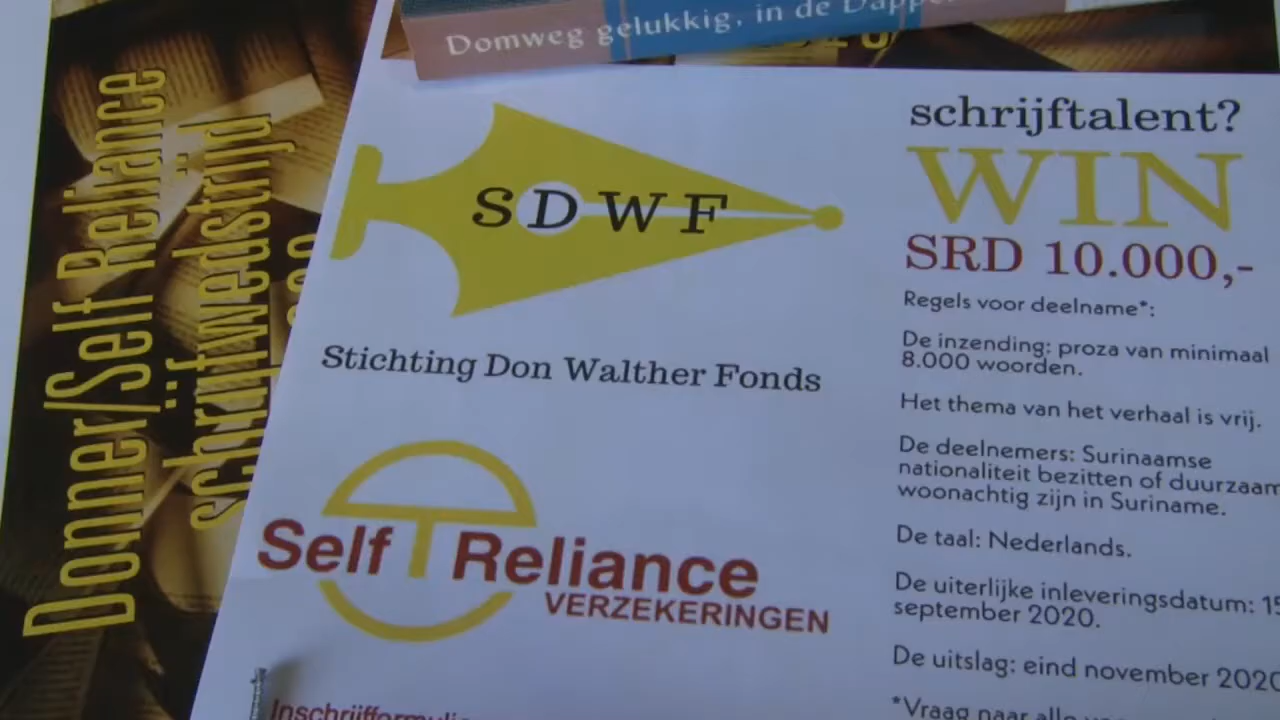 Domweg gelukkig, in de
Donner/Self Reliance
schrijfwedstrijd
SDWF
Stichting Don Walther Fonds
Self Reliance
VERZEKERINGEN
schrijftalent?
WIN
SRD 10.000,-
Regels voor deelname*:
De inzending: proza van minimaal
8.000 woorden.
Het thema van het verhaal is vrij.
De deelnemers: Surinaamse
nationaliteit bezitten of duurzaam
woonachtig zijn in Suriname.
De taal: Nederlands.
De uiterlijke inleveringsdatum: 15
september 2020.
De uitslag: eind november 2020
*Vraag naar